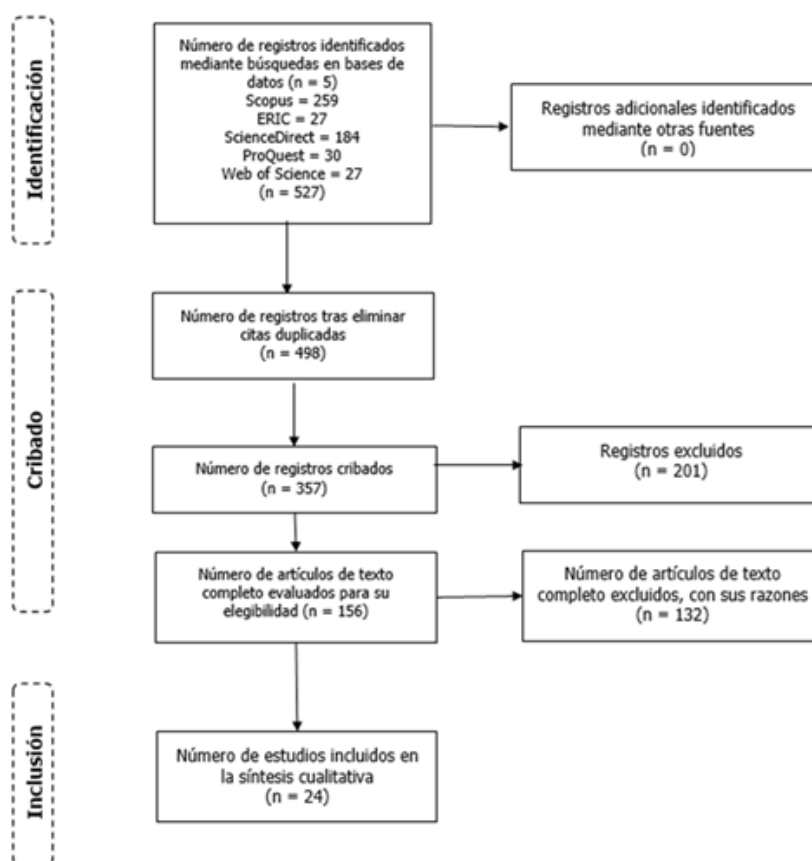 Identificación
Número de registros identificados
mediante búsquedas en bases de
datos (n = 5)
Scopus = 259
ERIC = 27
ScienceDirect = 184
ProQuest = 30
Web of Science = 27
(n = 527)
Registros adicionales identificados
mediante otras fuentes
(n = 0)
Cribado
Número de registros tras eliminar
citas duplicadas
(n = 498)
Número de registros cribados
(n = 357)
Registros excluidos
(n = 201)
Número de artículos de texto
completo evaluados para su
elegibilidad (n = 156)
Número de artículos de texto
completo excluidos, con sus razones
(n = 132)
Inclusión
Número de estudios incluidos en
la síntesis cualitativa
(n = 24)